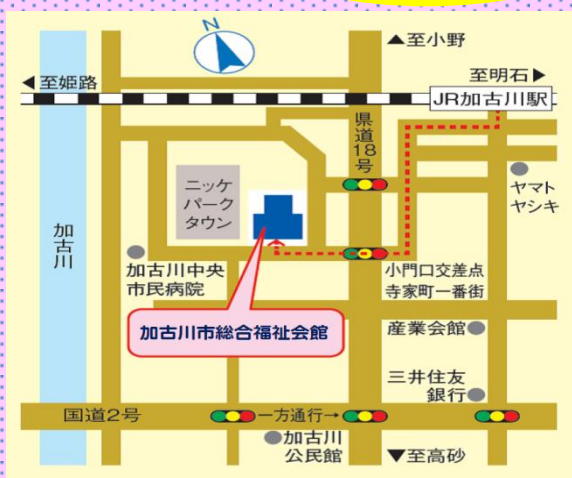 N
▲至小野
◀至姫路
至明石▶
JR加古川駅
県道18号
ニッケ
パーク
タウン
ヤマト
ヤシキ
加古川
加古川中央
市民病院
小門口交差点
寺家町一番街
加古川市総合福祉会館
産業会館
三井住友
銀行
国道2号
一方通行→
加古川
公民館
▼至高砂